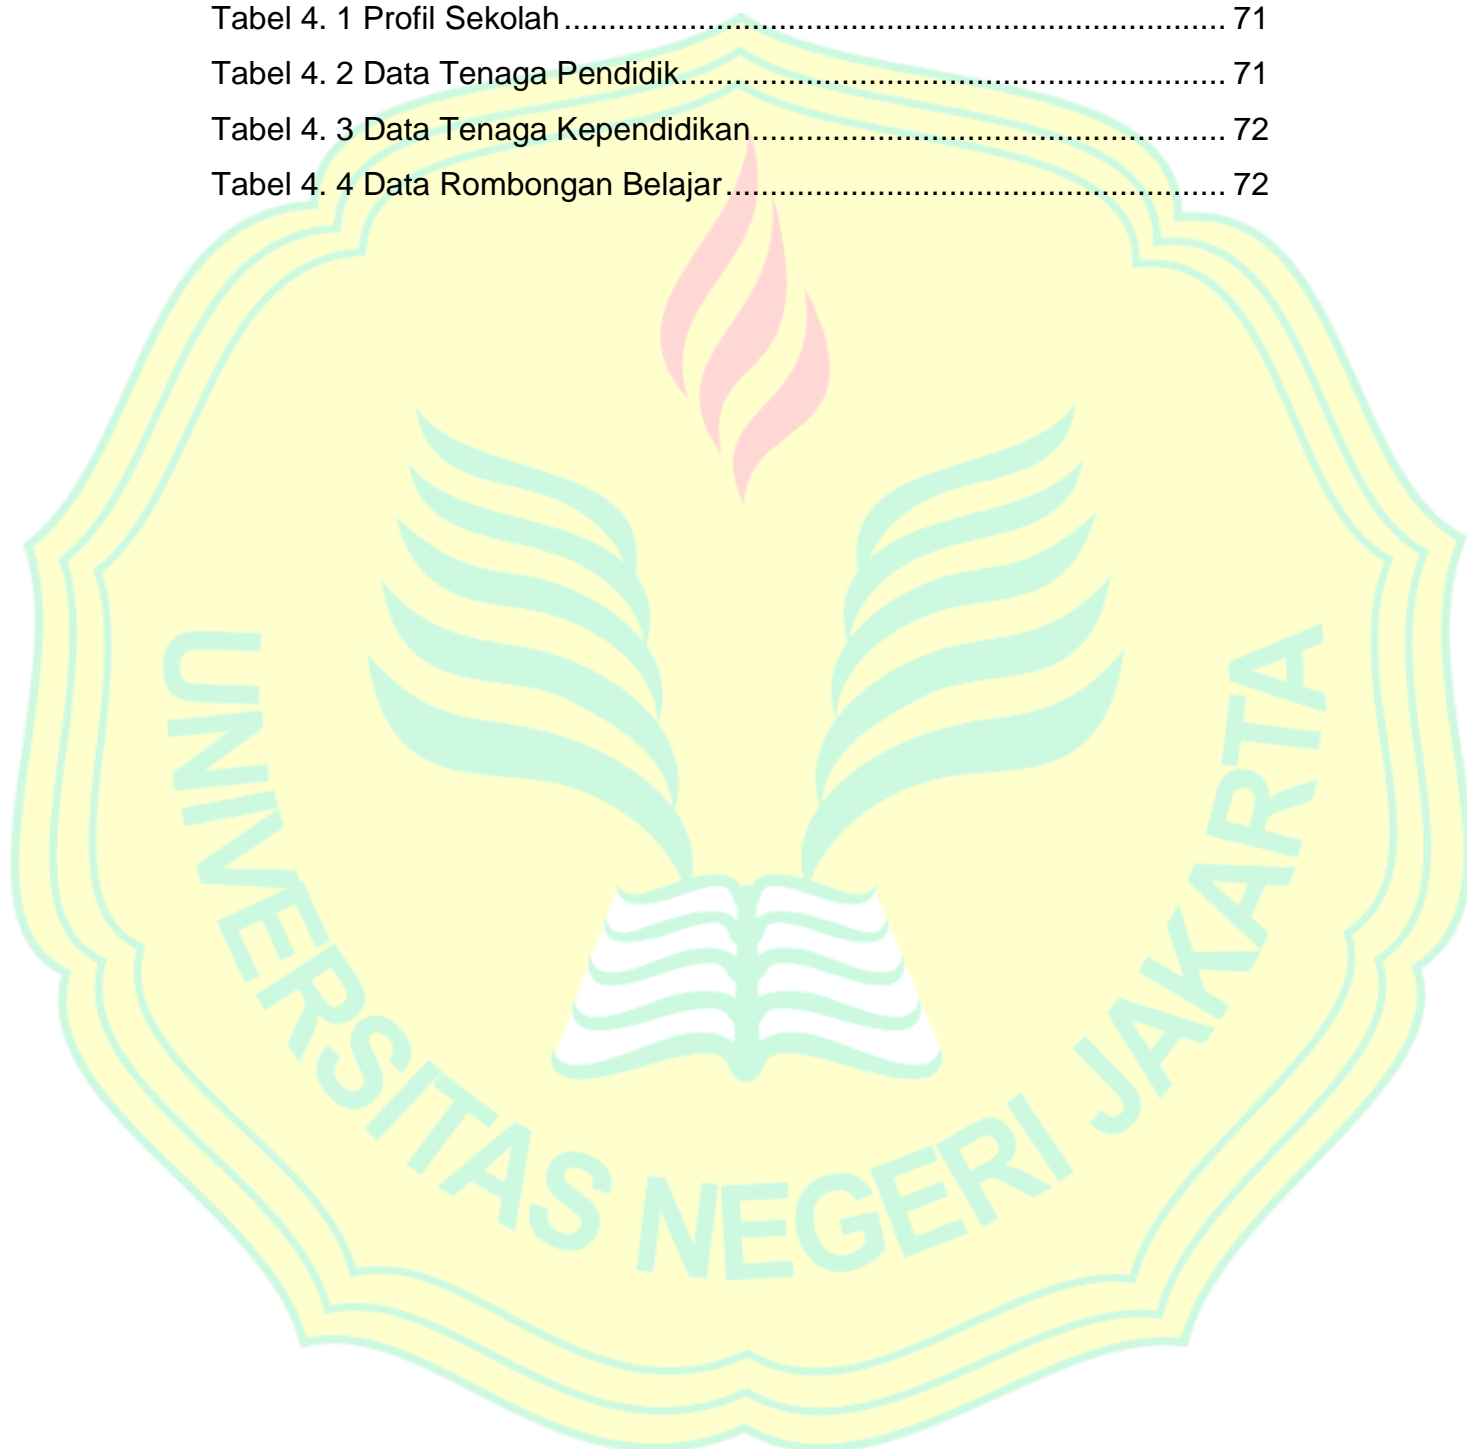 Tabel 4. 1 Profil Sekolah........................................................................... 71
Tabel 4. 2 Data Tenaga Pendidik.............................................................. 71
Tabel 4. 3 Data Tenaga Kependidikan...................................................... 72
Tabel 4. 4 Data Rombongan Belajar......................................................... 72
UNIVERSITAS NEGERI JAKARTA